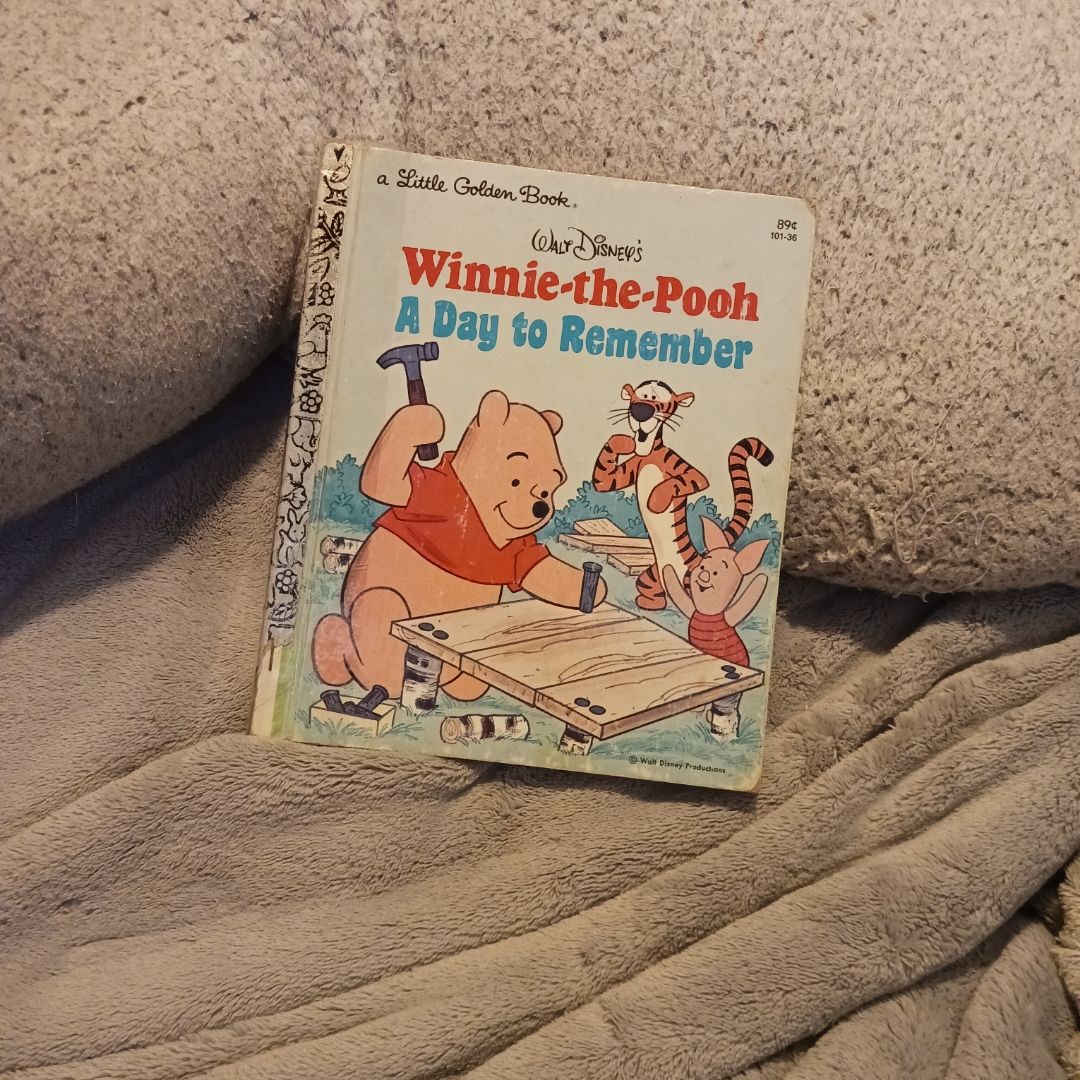 a Little Golden Book®
89¢
101-36
Walt Disney's
Winnie-the-Pooh
A Day to Remember
© Walt Disney Productions